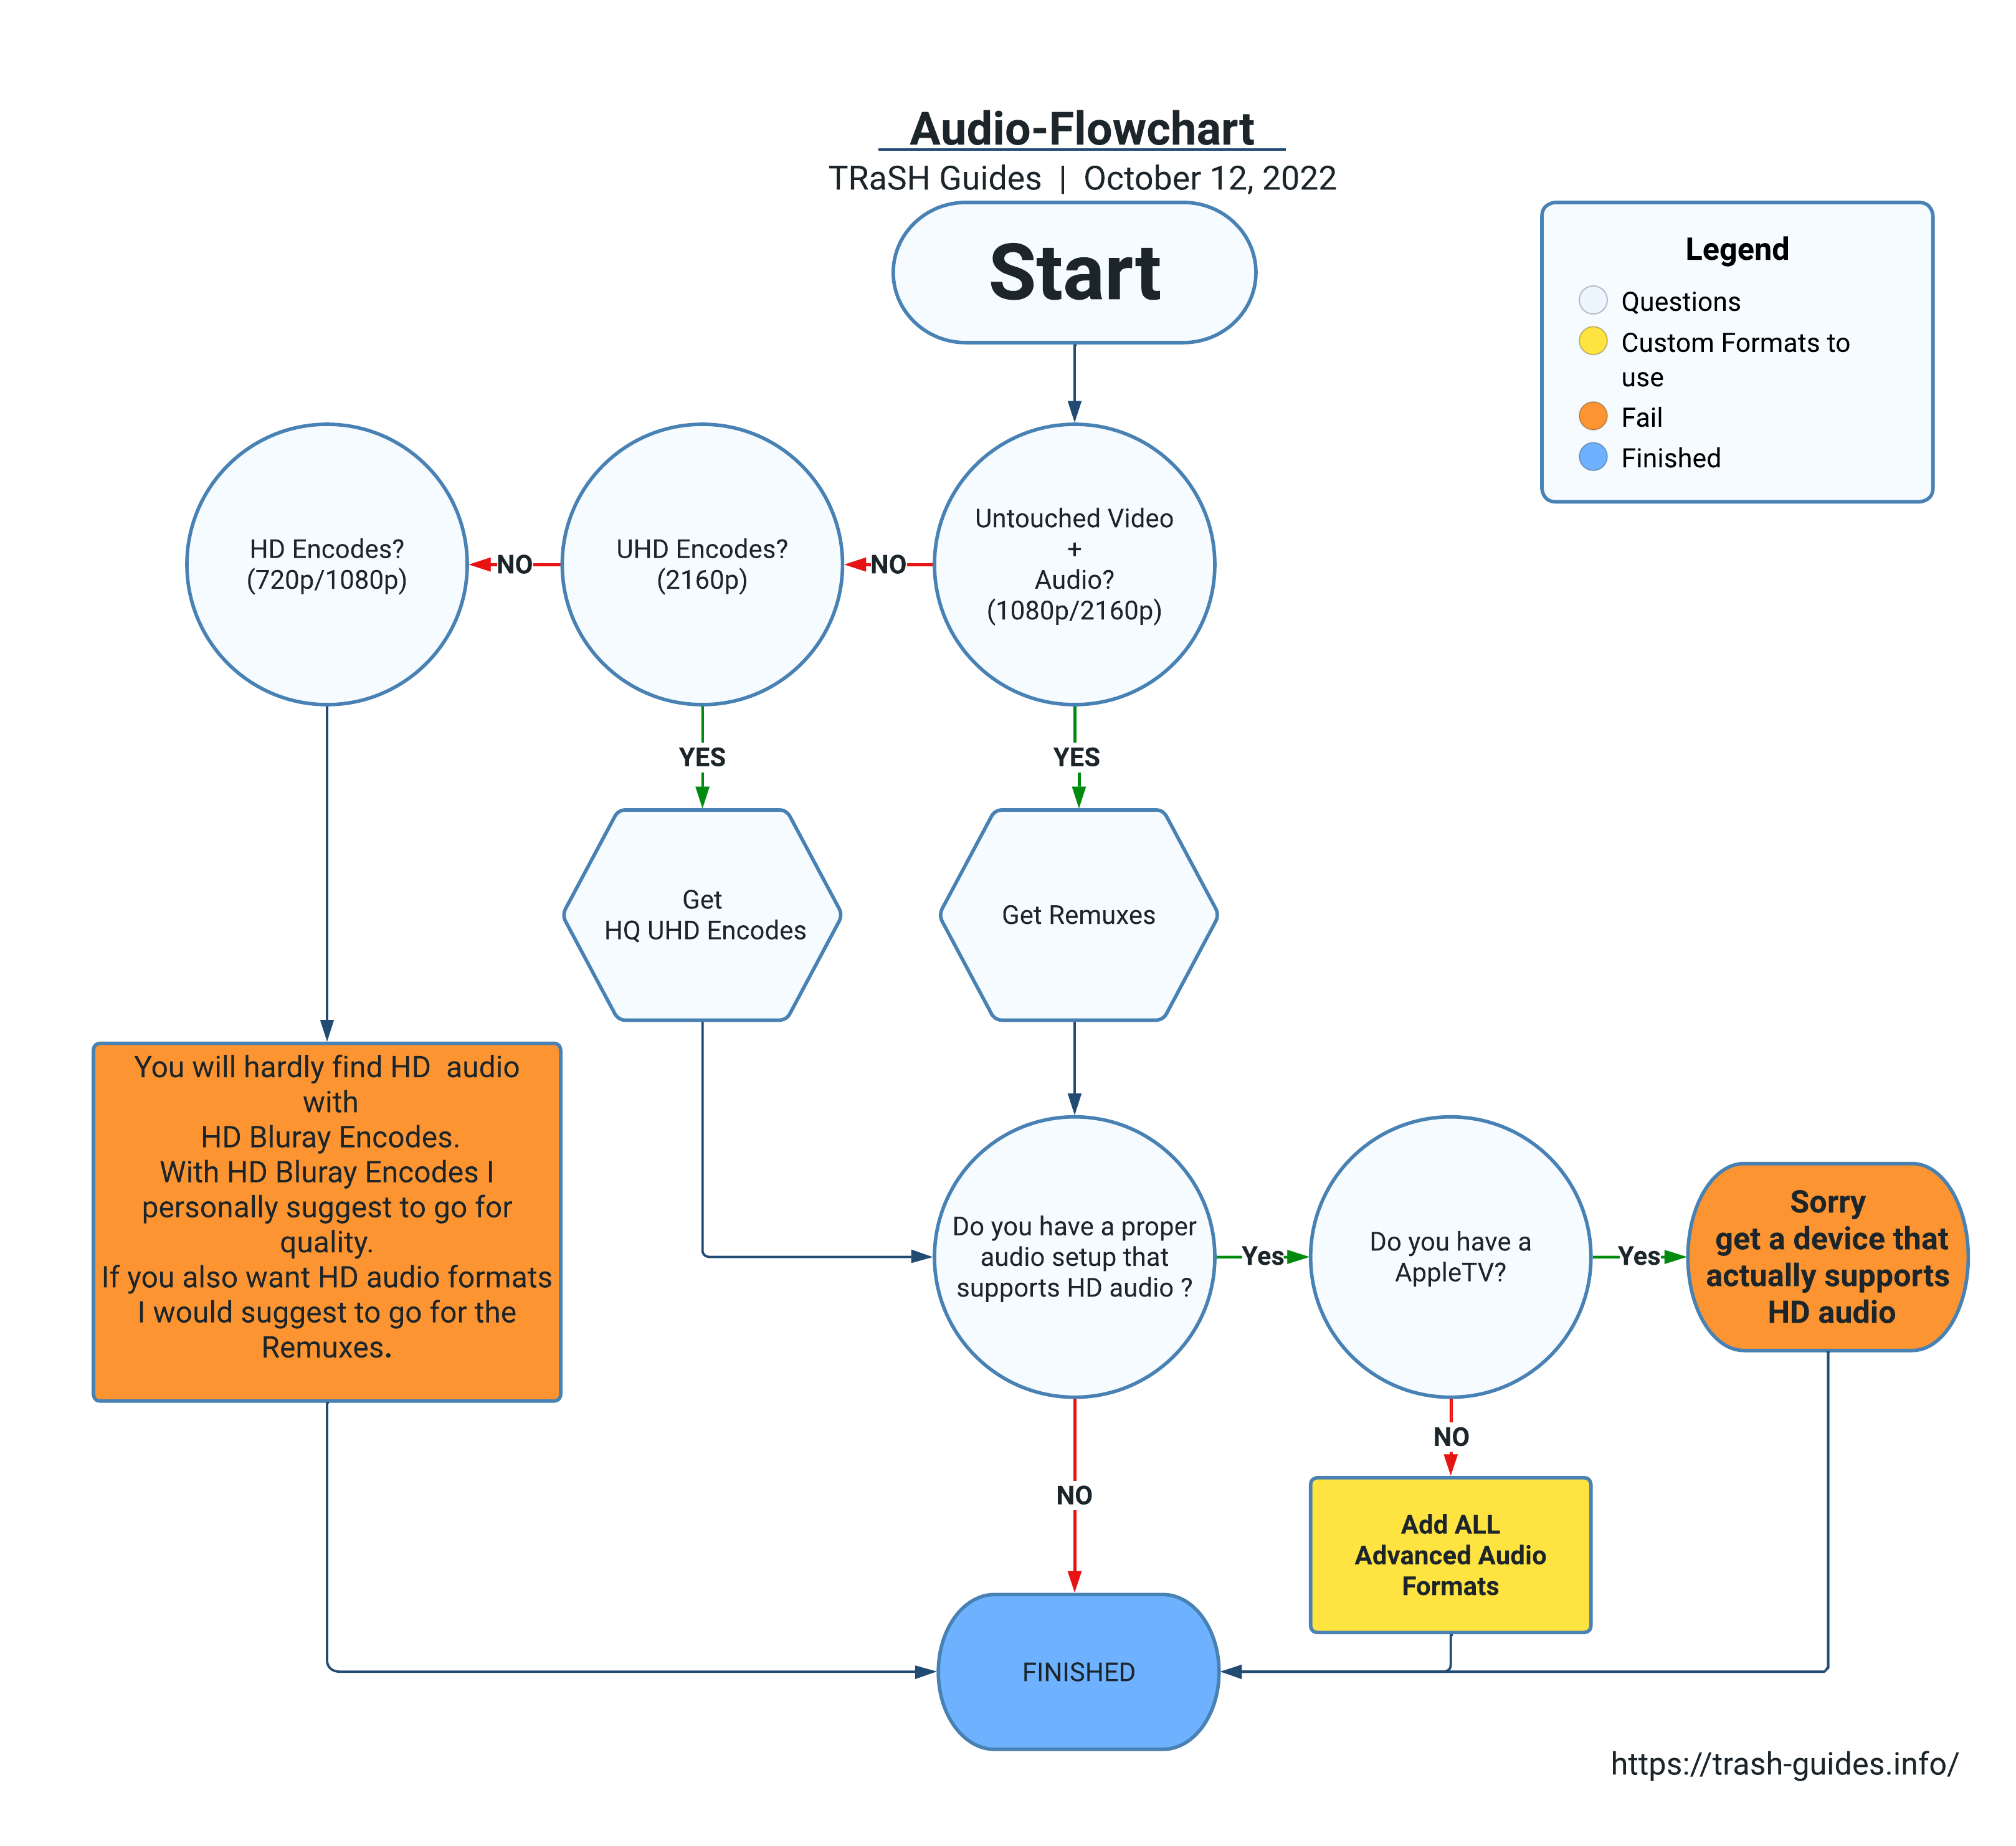 Audio-Flowchart
TRaSH Guides | October 12, 2022
Start
Legend
Questions
Custom Formats to
use
Fail
Finished
HD Encodes?
(720p/1080p)
NO
UHD Encodes?
(2160p)
NO
Untouched Video
+
Audio?
(1080p/2160p)
YES
YES
Get
HQ UHD Encodes
Get Remuxes
You will hardly find HD  audio
with
HD Bluray Encodes.
With HD Bluray Encodes I
personally suggest to go for
quality.
If you also want HD audio formats
I would suggest to go for the
Remuxes.
Do you have a proper
audio setup that
supports HD audio ?
Yes
Do you have a
AppleTV?
Yes
Sorry
get a device that
actually supports
HD audio
NO
NO
Add ALL
Advanced Audio
Formats
FINISHED
https://trash-guides.info/